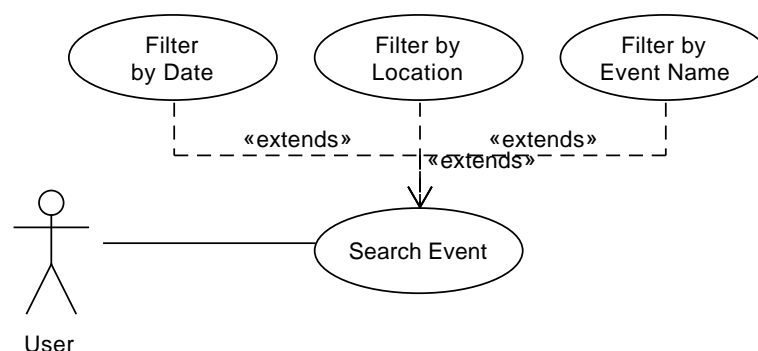 Filter
by Date
Filter by
Location
Filter by
Event Name
«extends»
«extends»
«extends»
Search Event
User